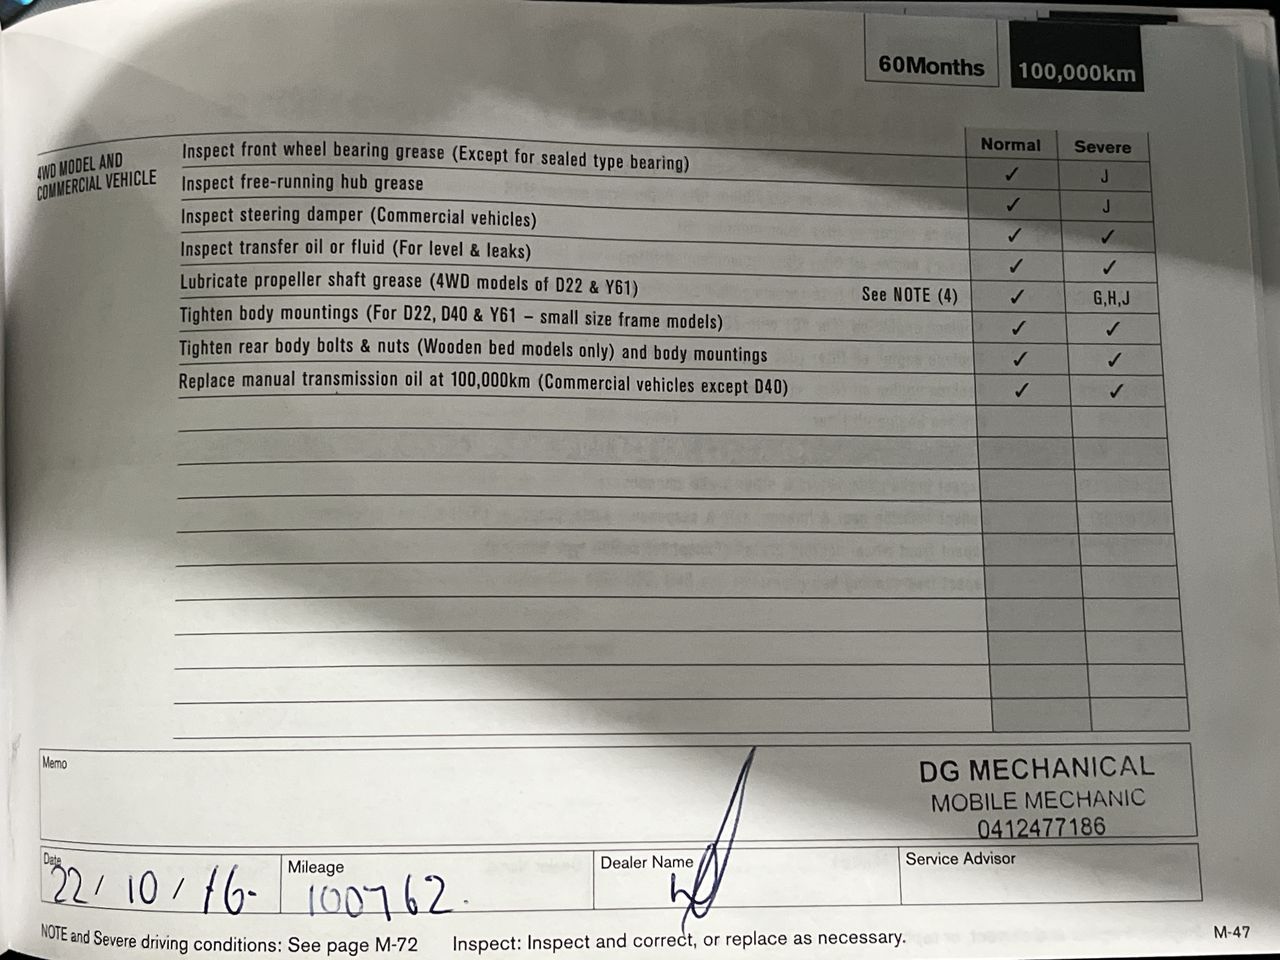 60Months 100,000km
4WD MODEL AND
COMMERCIAL VEHICLE
Normal Severe
Inspect front wheel bearing grease (Except for sealed type bearing) ✓ J
Inspect free-running hub grease ✓ J
Inspect steering damper (Commercial vehicles) ✓ ✓
Inspect transfer oil or fluid (For level & leaks) ✓ ✓
Lubricate propeller shaft grease (4WD models of D22 & Y61) See NOTE (4) ✓ G,H,J
Tighten body mountings (For D22, D40 & Y61 – small size frame models) ✓ ✓
Tighten rear body bolts & nuts (Wooden bed models only) and body mountings ✓ ✓
Replace manual transmission oil at 100,000km (Commercial vehicles except D40) ✓ ✓
Memo
DG MECHANICAL
MOBILE MECHANIC
0412477186
Date Mileage Dealer Name Service Advisor
22/10/16- 100762.
NOTE and Severe driving conditions: See page M-72 Inspect: Inspect and correct, or replace as necessary.
M-47